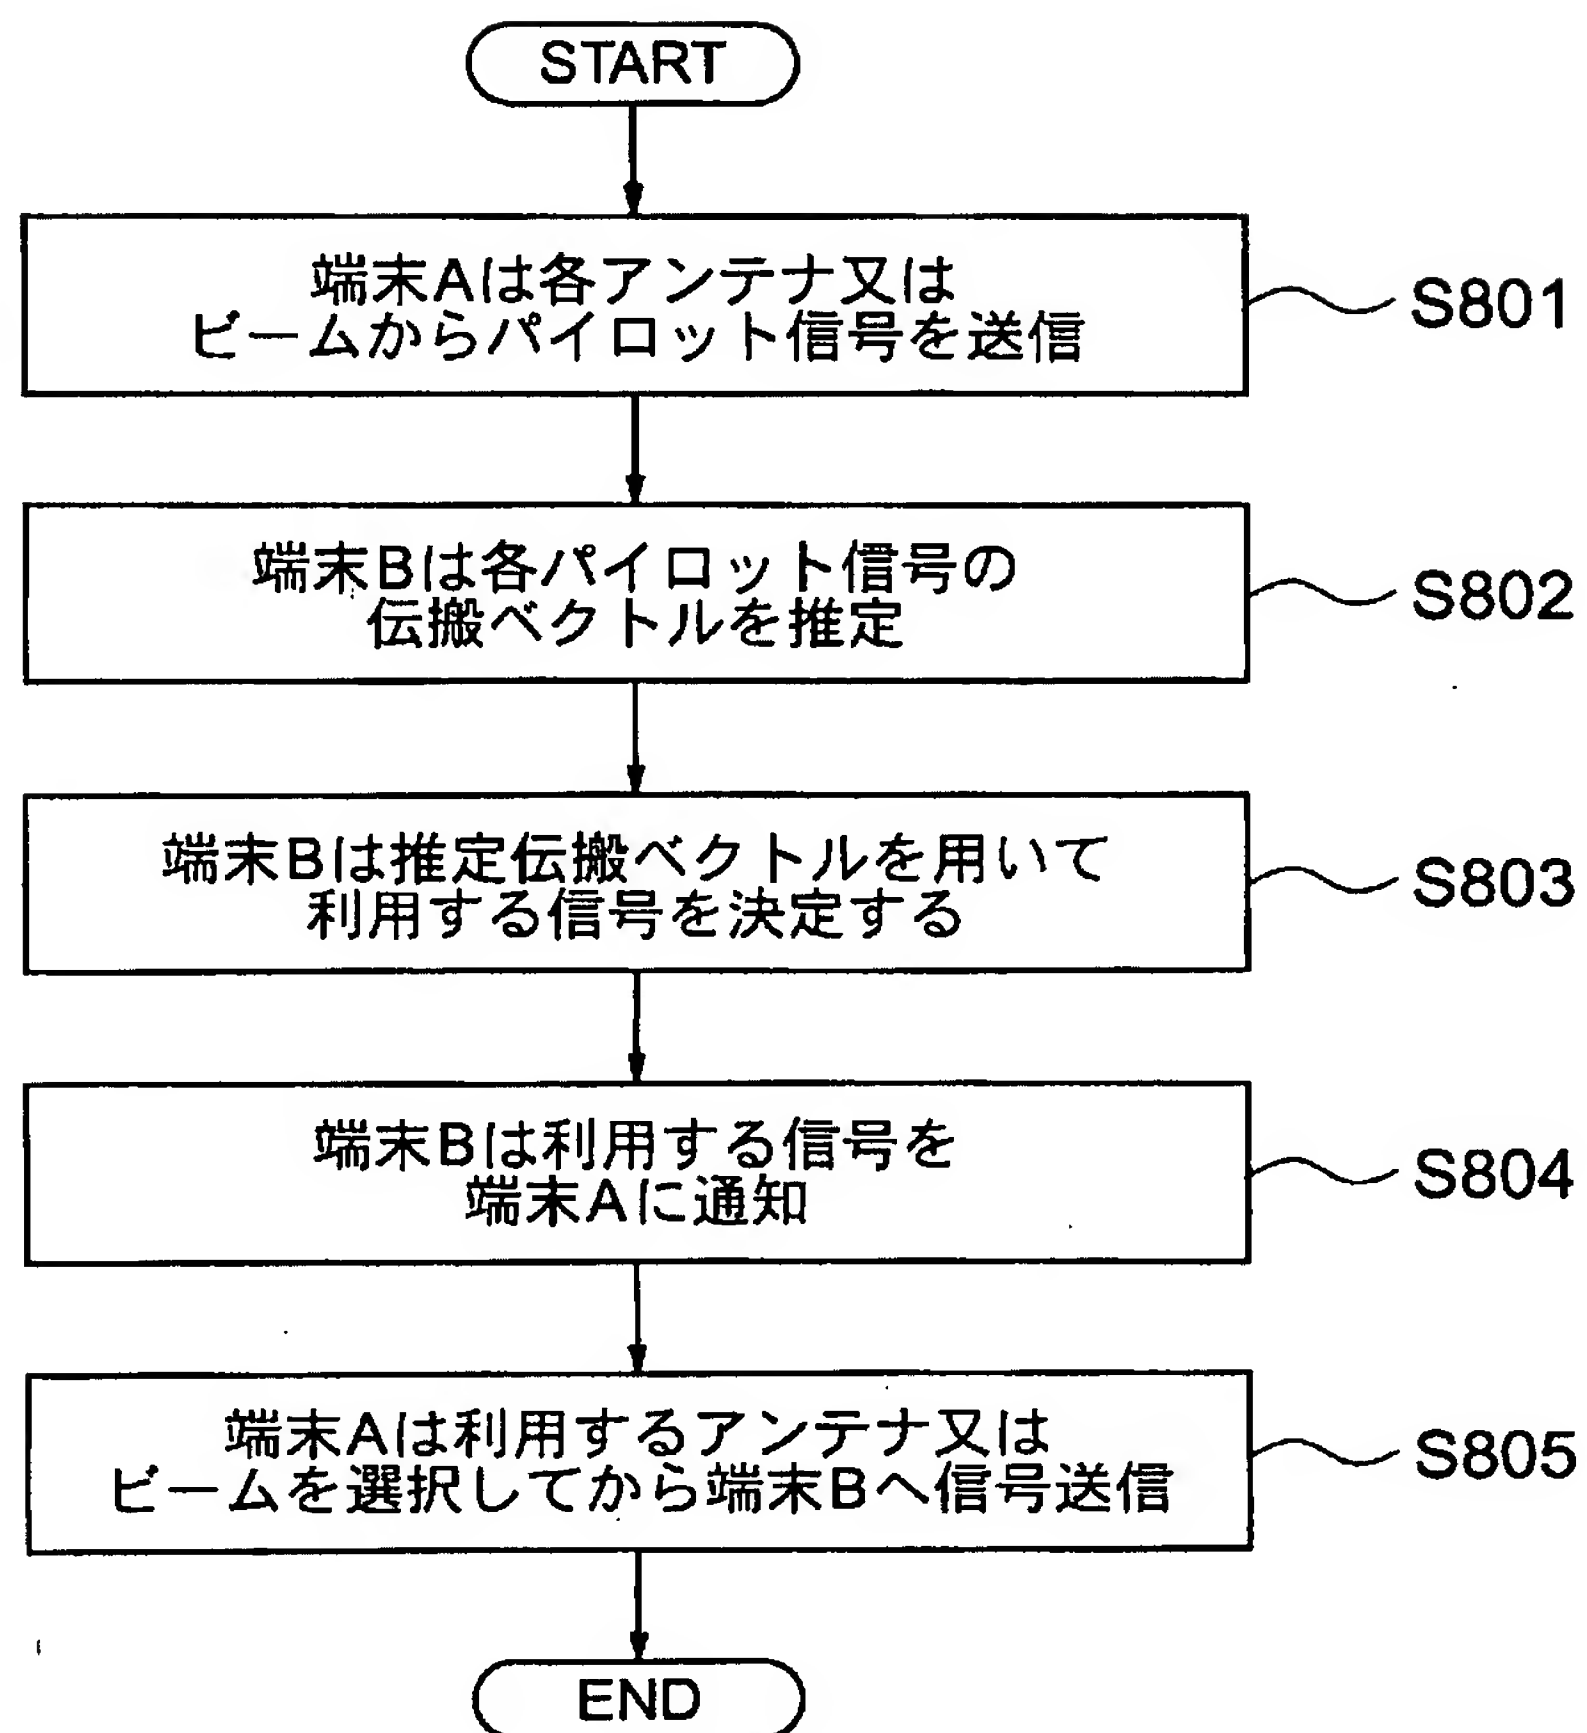 START
端末Aは各アンテナ又は
ビームからパイロット信号を送信
S801
端末Bは各パイロット信号の
伝搬ベクトルを推定
S802
端末Bは推定伝搬ベクトルを用いて
利用する信号を決定する
S803
端末Bは利用する信号を
端末Aに通知
S804
端末Aは利用するアンテナ又は
ビームを選択してから端末Bへ信号送信
S805
END